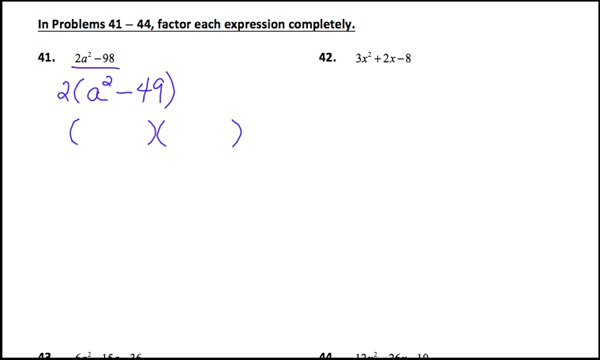 In Problems 41 – 44, factor each expression completely.
41. 2a² – 98
2(a² – 49)
(     )(     )
42. 3x² + 2x – 8
43.
44.